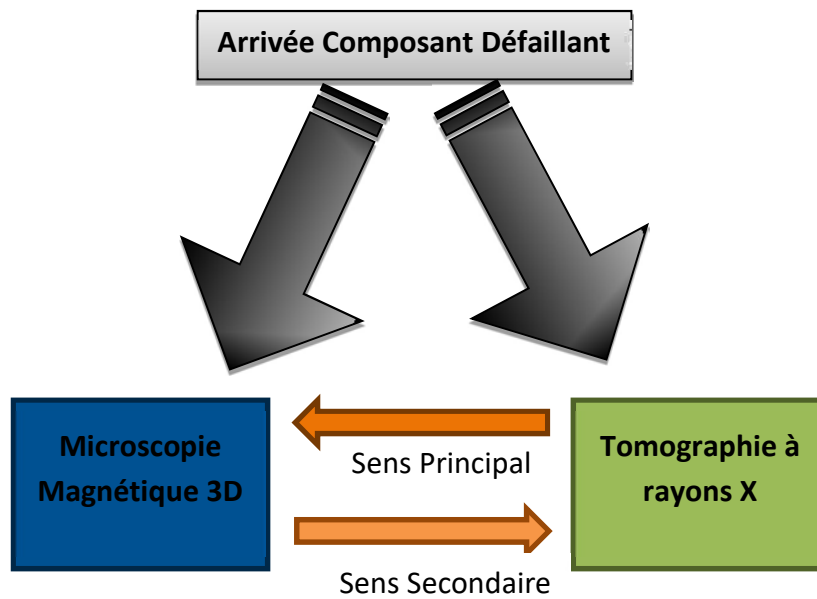 Arrivée Composant Défaillant
Microscopie
Magnétique 3D
Sens Principal
Tomographie à
rayons X
Sens Secondaire